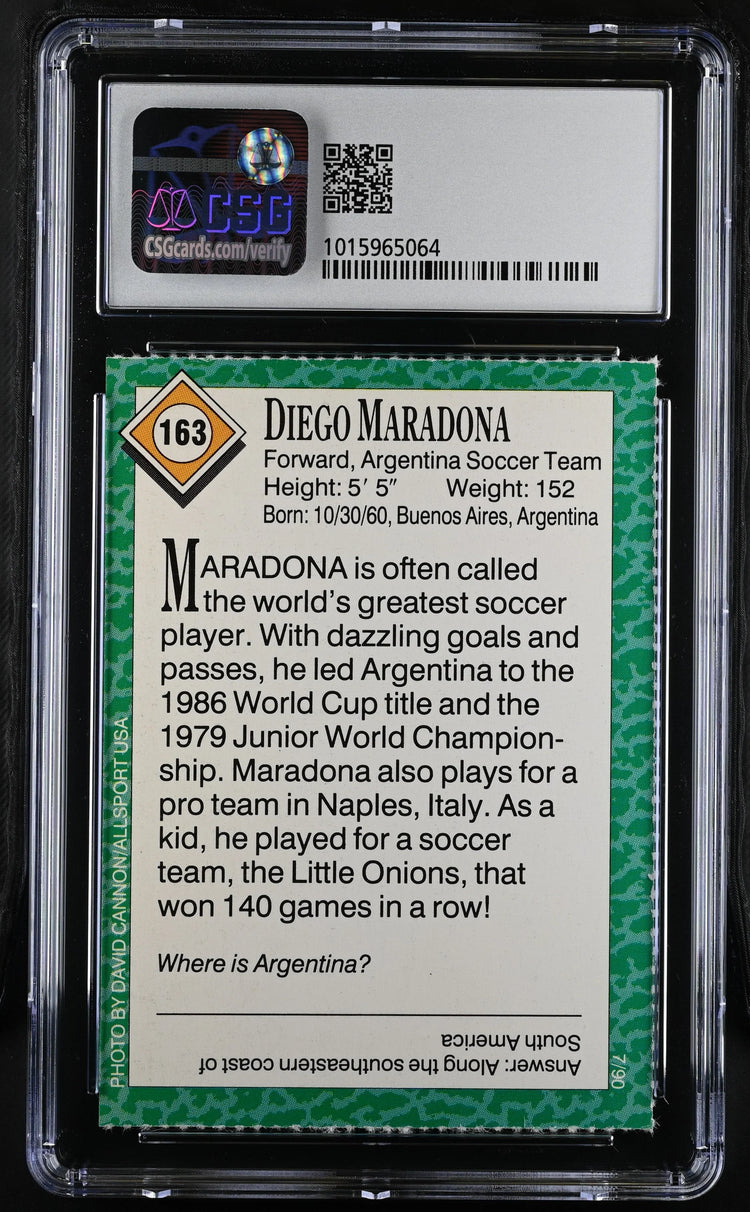 CSG
CSGcards.com/verify
1015965064
163
DIEGO MARADONA
Forward, Argentina Soccer Team
Height: 5′ 5″ Weight: 152
Born: 10/30/60, Buenos Aires, Argentina
MARADONA is often called
the world's greatest soccer
player. With dazzling goals and
passes, he led Argentina to the
1986 World Cup title and the
1979 Junior World Champion-
ship. Maradona also plays for a
pro team in Naples, Italy. As a
kid, he played for a soccer
team, the Little Onions, that
won 140 games in a row!
Where is Argentina?
Answer: Along the southeastern coast of
South America
PHOTO BY DAVID CANNON/ALLSPORT USA
7/90